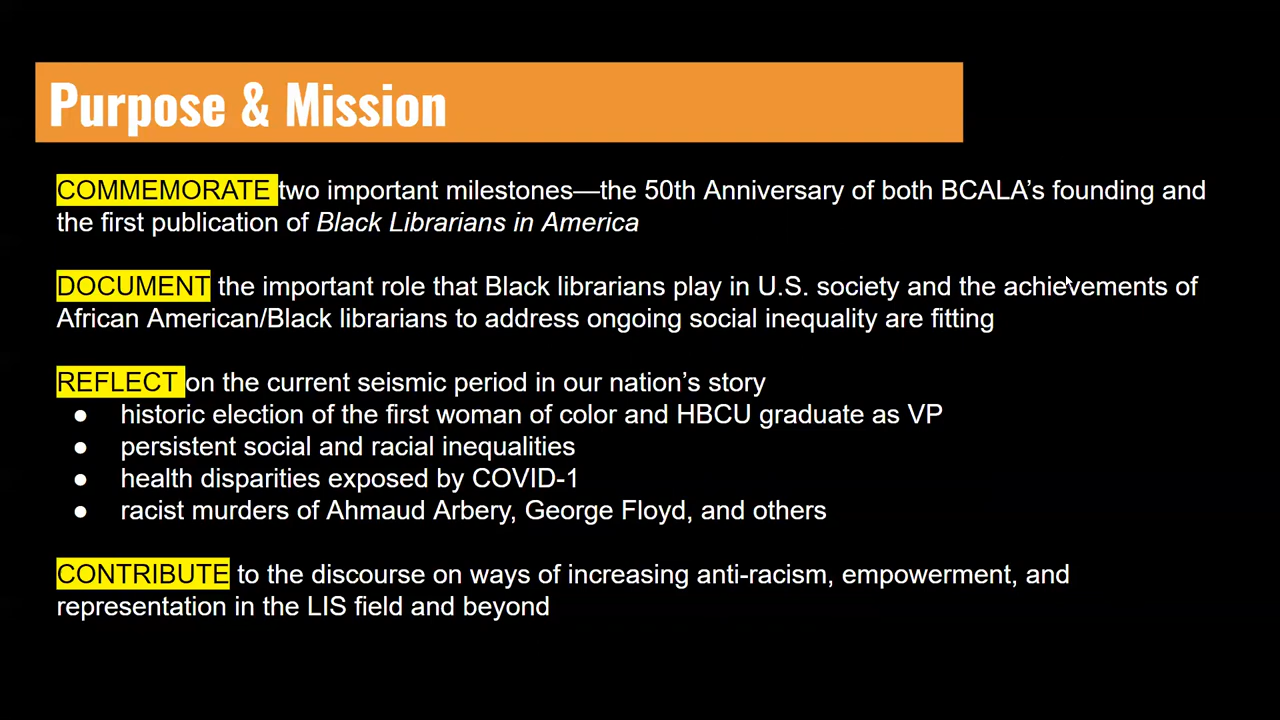 Purpose & Mission
COMMEMORATE two important milestones—the 50th Anniversary of both BCALA’s founding and
the first publication of Black Librarians in America
DOCUMENT the important role that Black librarians play in U.S. society and the achievements of
African American/Black librarians to address ongoing social inequality are fitting
REFLECT on the current seismic period in our nation’s story
● historic election of the first woman of color and HBCU graduate as VP
● persistent social and racial inequalities
● health disparities exposed by COVID-1
● racist murders of Ahmaud Arbery, George Floyd, and others
CONTRIBUTE to the discourse on ways of increasing anti-racism, empowerment, and
representation in the LIS field and beyond